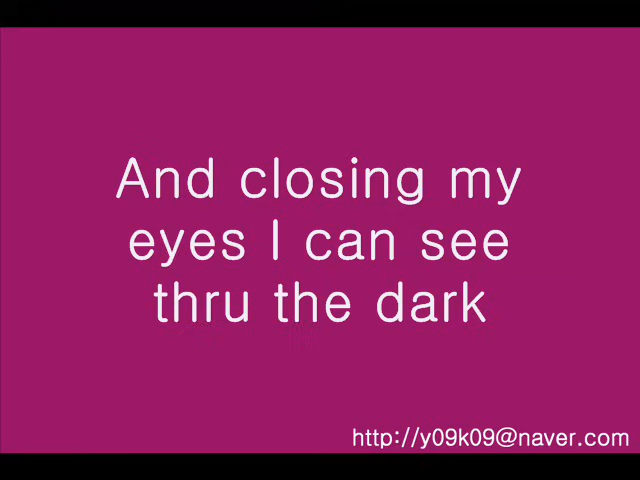 And closing my
eyes I can see
thru the dark
http://y09k09@naver.com